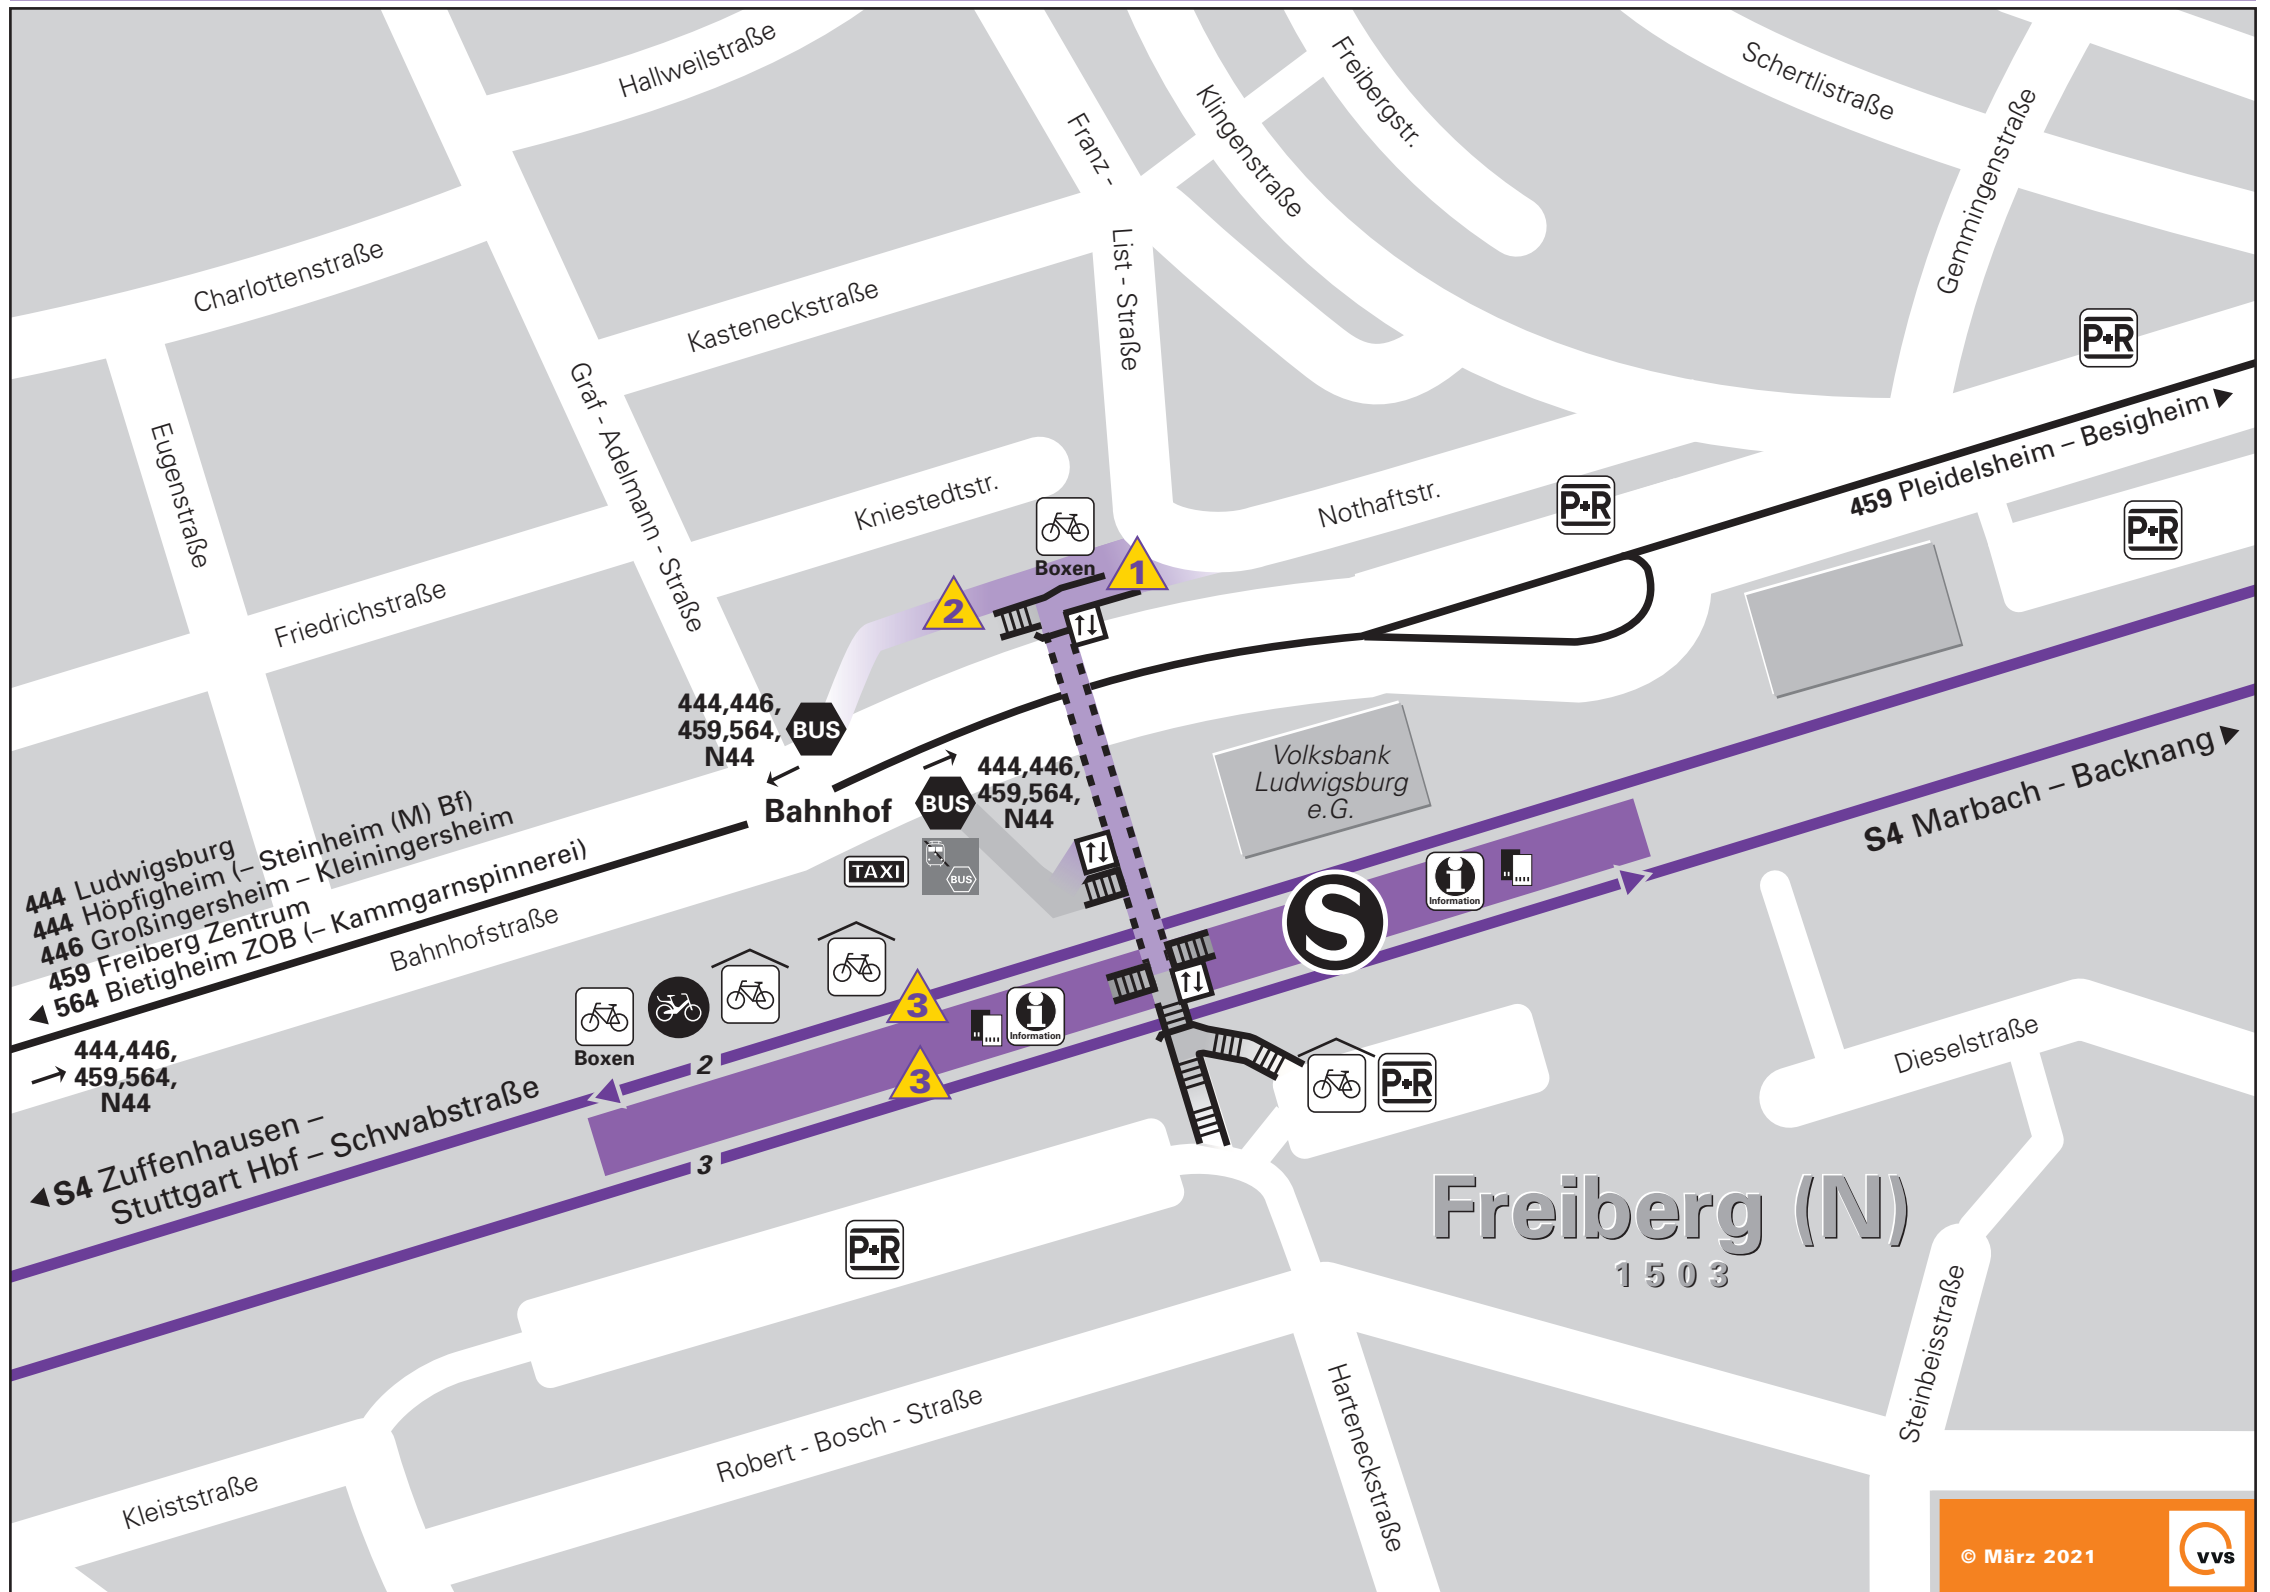 Hallweilstraße
Franz -
Klingenstraße
Freibergstr.
Schertlistraße
Gemmingenstraße
Charlottenstraße
Kasteneckstraße
List - Straße
P+R
Eugenstraße
Graf - Adelmann - Straße
Kniestedtstr.
Nothaftstr.
P+R
459 Pleidelsheim – Besigheim
P+R
Boxen
1
2
Friedrichstraße
444,446,
459,564,
N44
BUS
Bahnhof
BUS
444,446,
459,564,
N44
Volksbank
Ludwigsburg
e.G.
S4 Marbach – Backnang
444 Ludwigsburg
444 Höpfigheim (– Steinheim (M) Bf)
446 Großingersheim – Kleiningersheim
459 Freiberg Zentrum
564 Bietigheim ZOB (– Kammgarnspinnerei)
TAXI
BUS
Bahnhofstraße
S
i
Information
444,446,
459,564,
N44
Boxen
3
i
Information
2
3
3
P+R
Dieselstraße
S4 Zuffenhausen –
Stuttgart Hbf – Schwabstraße
P+R
Freiberg (N)
1503
Steinbeisstraße
Kleiststraße
Robert - Bosch - Straße
Harteneckstraße
© März 2021
vvs